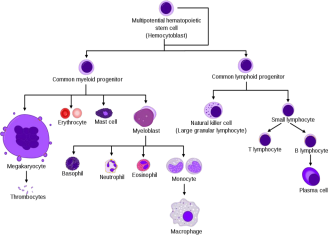 Multipotential hematopoietic
stem cell
(Hemocytoblast)
Common myeloid progenitor
Common lymphoid progenitor
Erythrocyte
Mast cell
Myeloblast
Natural killer cell
(Large granular lymphocyte)
Small lymphocyte
Megakaryocyte
T lymphocyte
B lymphocyte
Basophil
Neutrophil
Eosinophil
Monocyte
Plasma cell
Thrombocytes
Macrophage